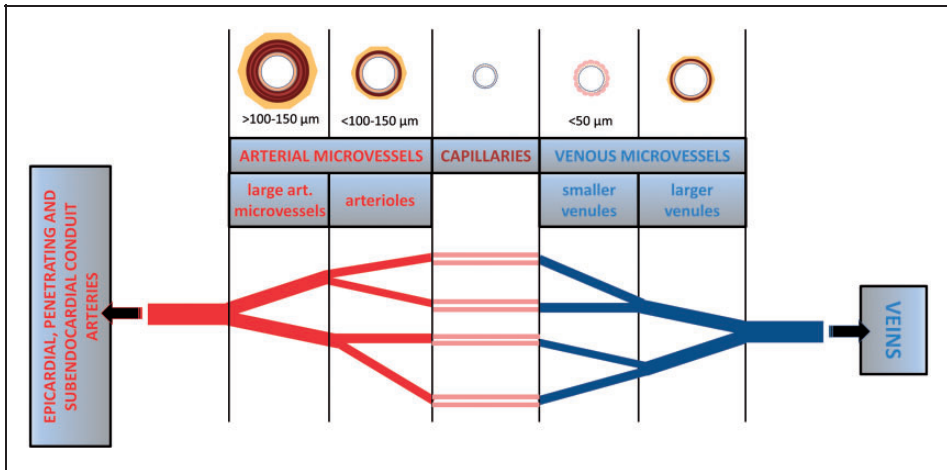 >100-150 µm
<100-150 µm
<50 µm
ARTERIAL MICROVESSELS
CAPILLARIES
VENOUS MICROVESSELS
large art.
microvessels
arterioles
smaller
venules
larger
venules
EPICARDIAL, PENETRATING AND
SUBENDOCARDIAL CONDUIT
ARTERIES
VEINS